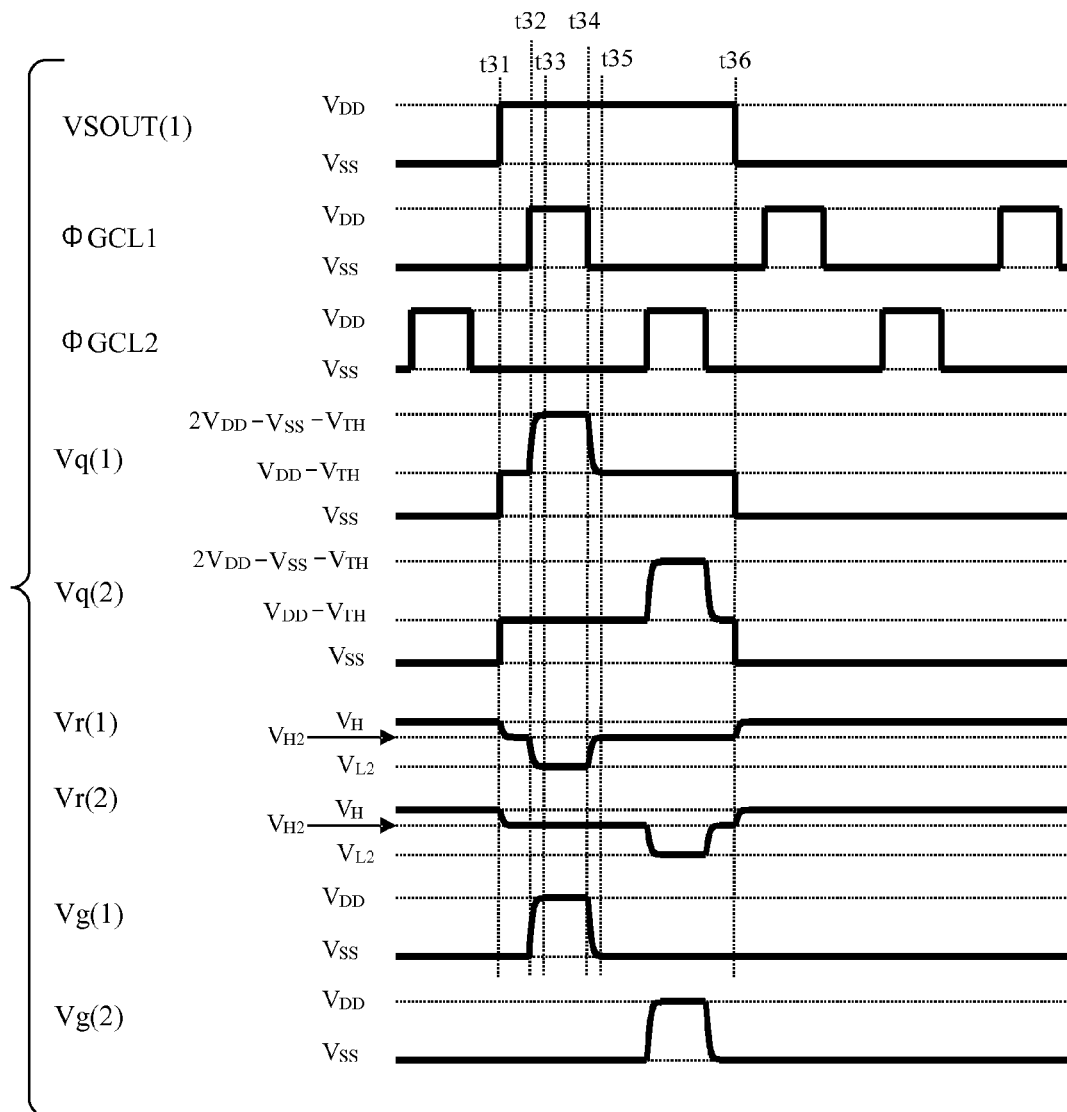 t32 t34
t31 t33 t35 t36
VSOUT(1)
VDD
VSS
ΦGCL1
VDD
VSS
ΦGCL2
VDD
VSS
Vq(1)
2VDD−VSS−VTH
VDD−VTH
VSS
Vq(2)
2VDD−VSS−VTH
VDD−VTH
VSS
Vr(1)
VH
VH2
VL2
Vr(2)
VH
VH2
VL2
Vg(1)
VDD
VSS
Vg(2)
VDD
VSS